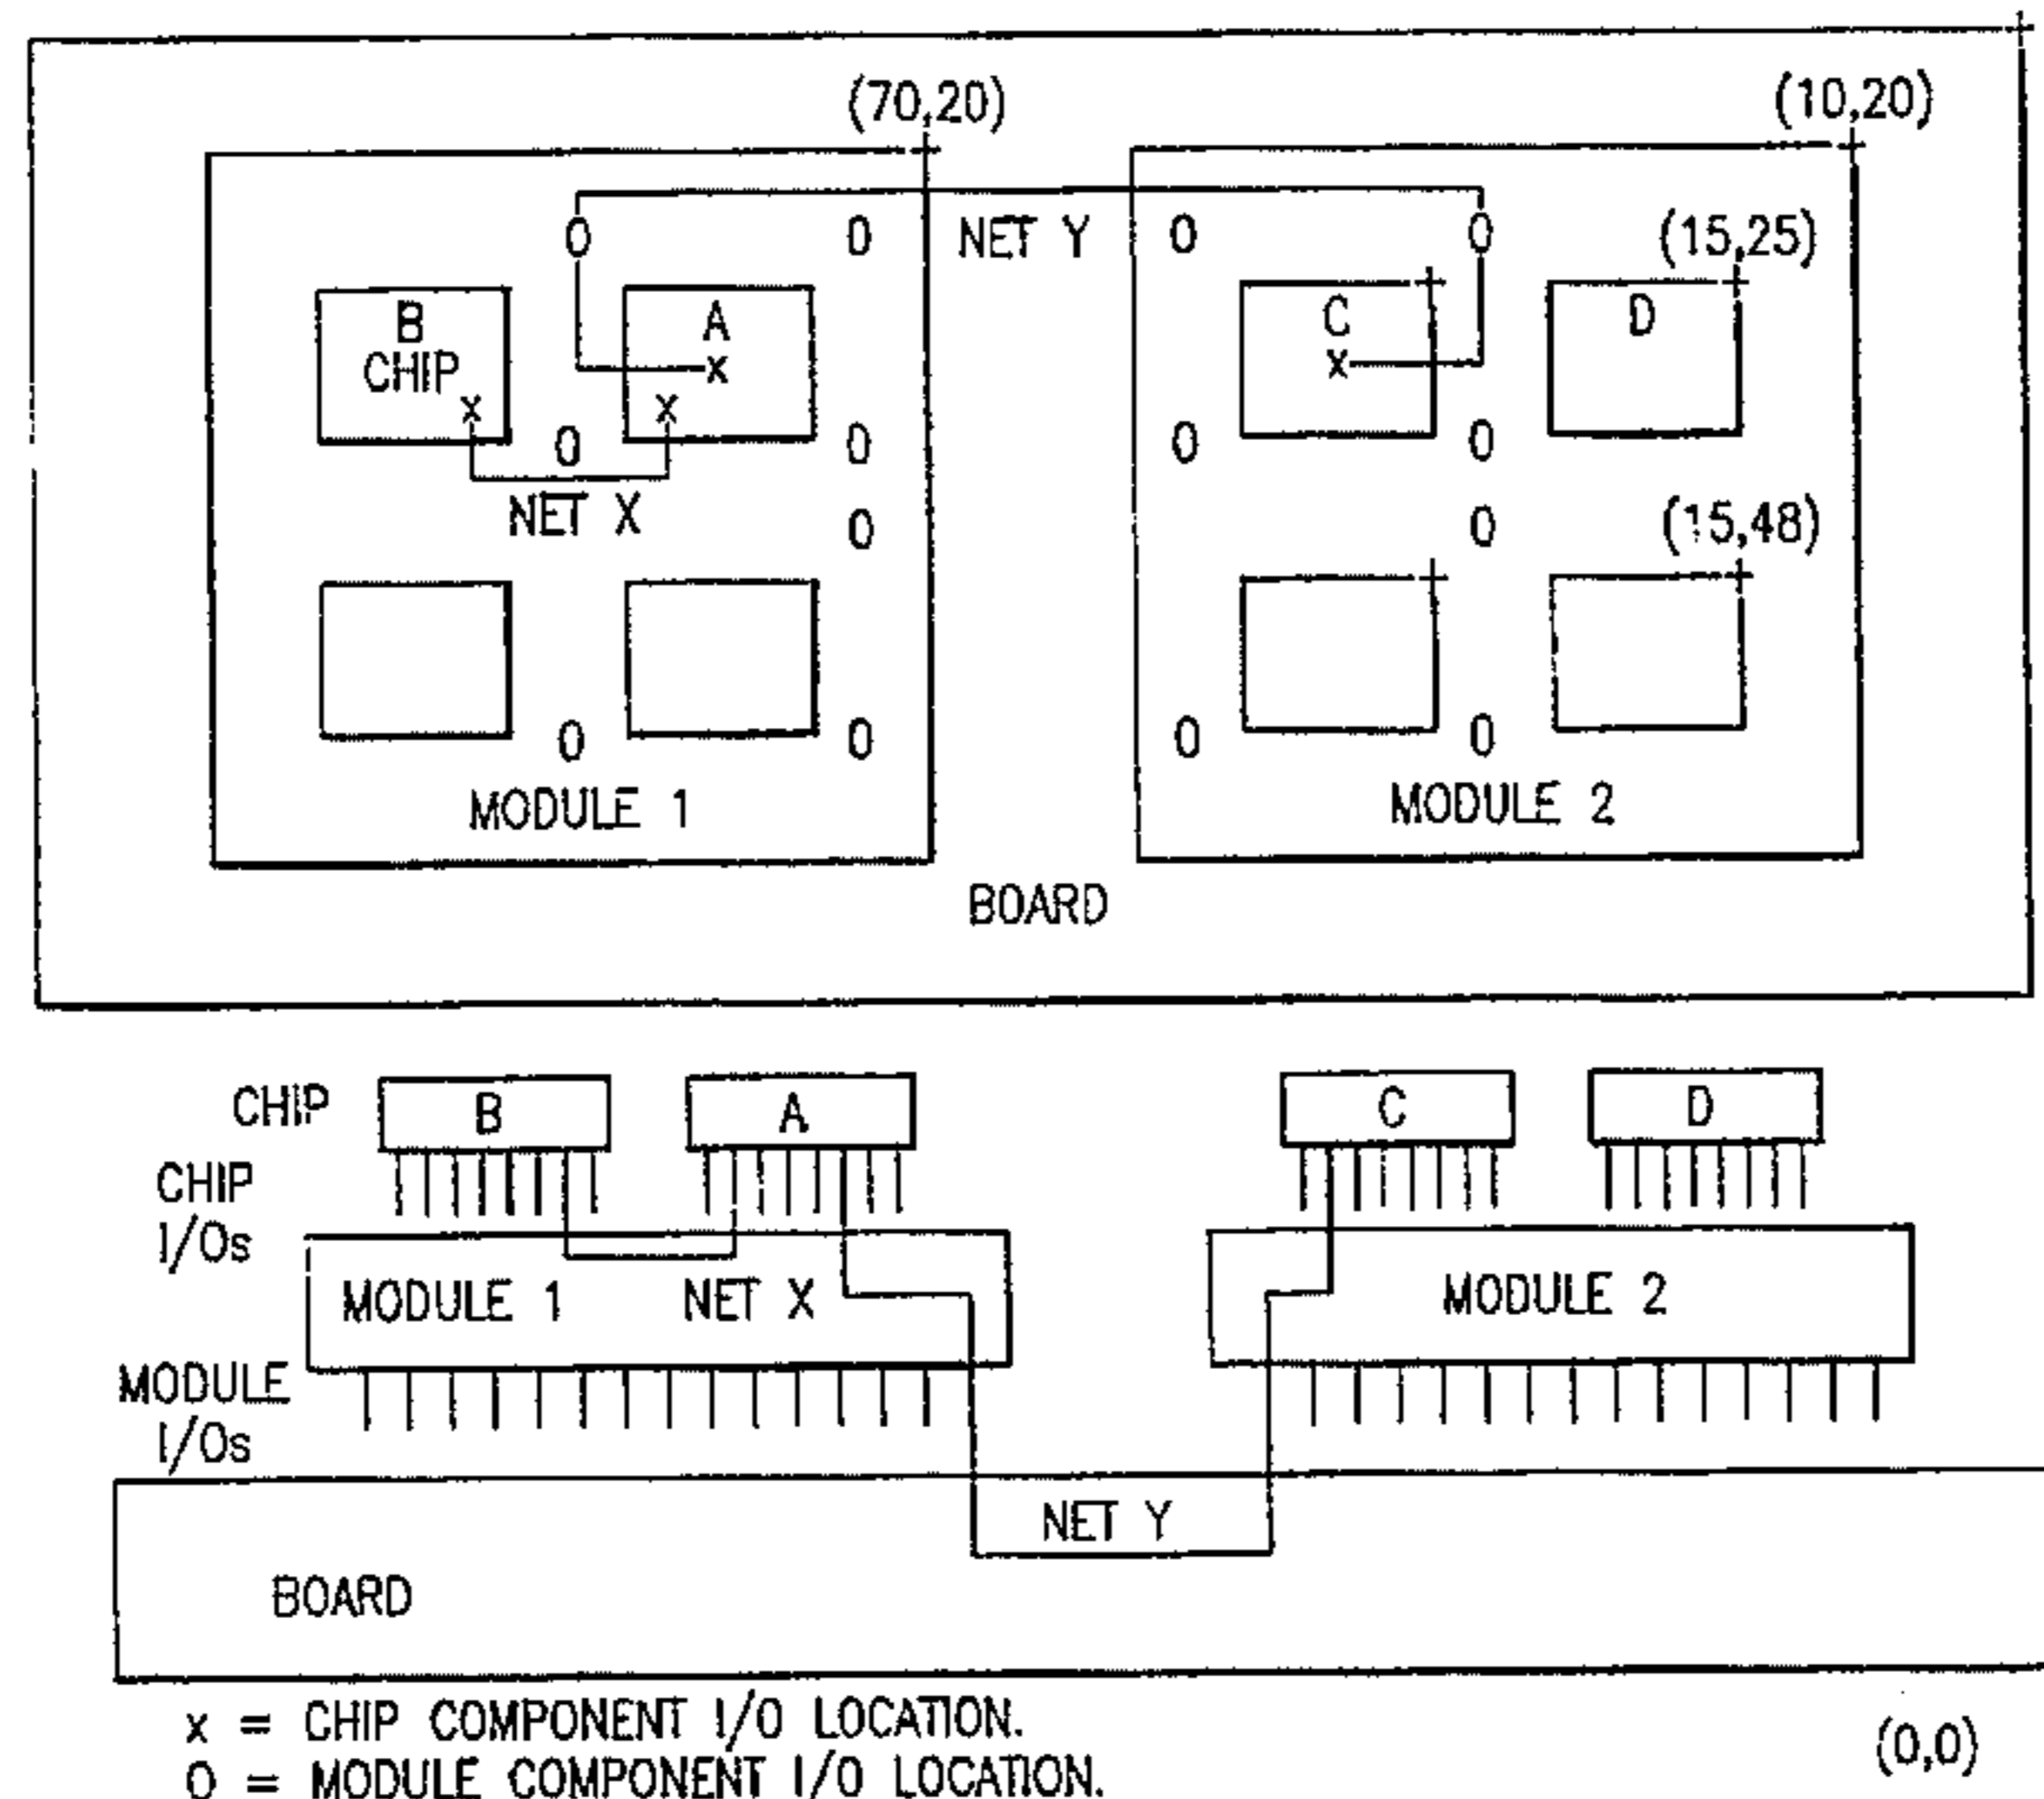 (70,20)
(10,20)
0 0 NET Y 0 0 (15,25)
B A C D
CHIP x x
x x
0 0 0 0
NET X 0 0 (15,48)
0 0 0 0
MODULE 1 MODULE 2
BOARD
CHIP B A C D
CHIP
I/Os
MODULE 1 NET X MODULE 2
MODULE
I/Os
NET Y
BOARD
x = CHIP COMPONENT I/O LOCATION.
(0,0)
0 = MODULE COMPONENT I/O LOCATION.